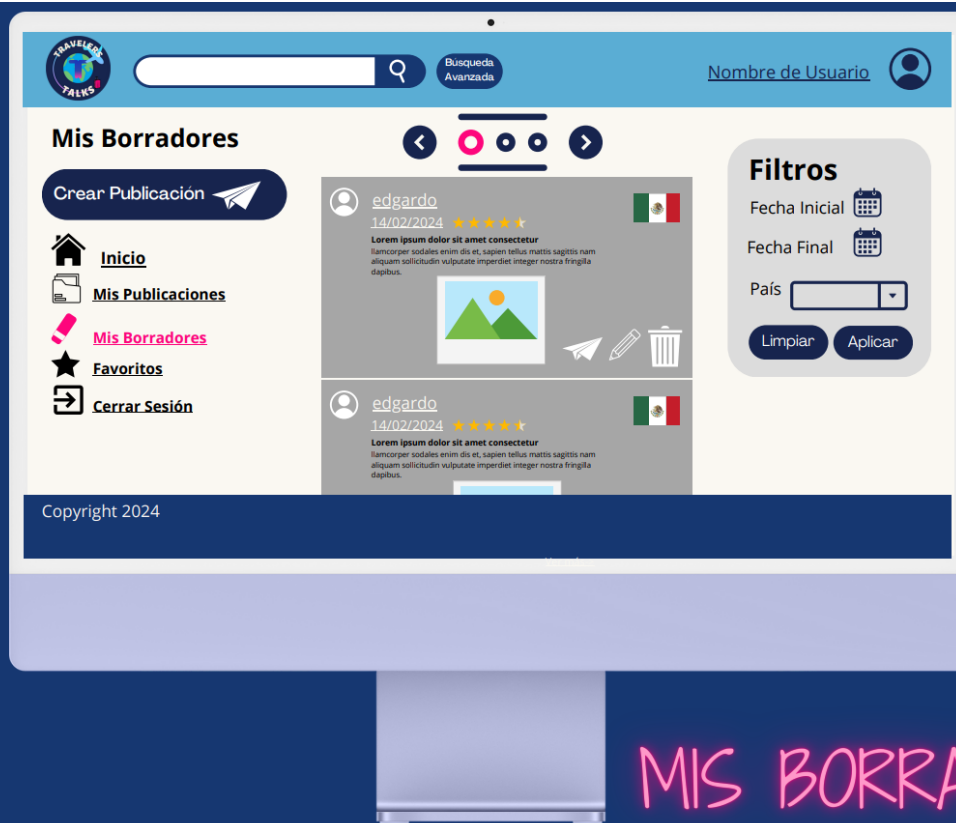 TRAVELERS
TALKS
Búsqueda
Avanzada
Nombre de Usuario
Mis Borradores
Crear Publicación
Inicio
Mis Publicaciones
Mis Borradores
Favoritos
Cerrar Sesión
edgardo
14/02/2024
Lorem ipsum dolor sit amet consectetur
llamcorper sodales enim dis et, sapien tellus mattis sagittis nam
aliquam sollicitudin vulputate imperdiet integer nostra fringilla
dapibus.
edgardo
14/02/2024
Lorem ipsum dolor sit amet consectetur
llamcorper sodales enim dis et, sapien tellus mattis sagittis nam
aliquam sollicitudin vulputate imperdiet integer nostra fringilla
dapibus.
Filtros
Fecha Inicial
Fecha Final
País
Limpiar Aplicar
Copyright 2024
MIS BORRA